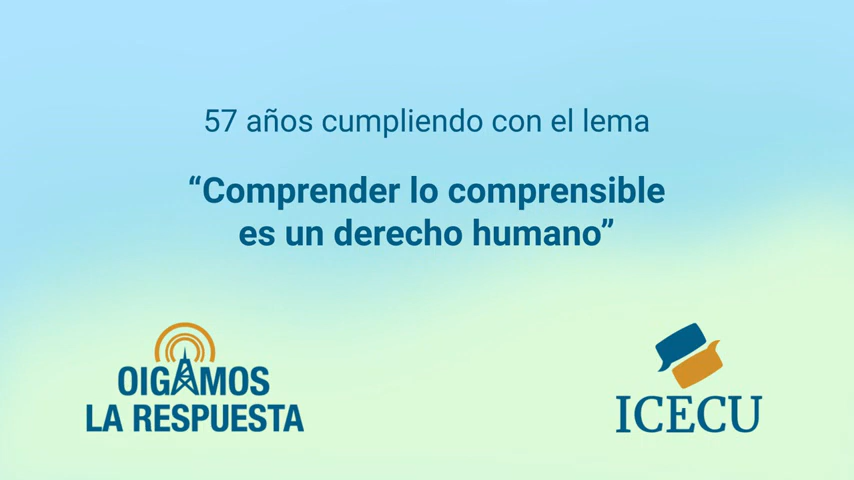 57 años cumpliendo con el lema
“Comprender lo comprensible
es un derecho humano”
OIGAMOS
LA RESPUESTA
ICECU